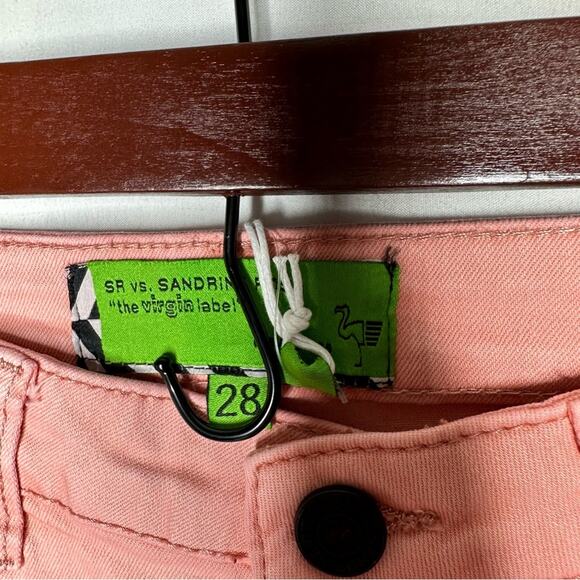 SR vs. SANDRIN
"the virgin label
28